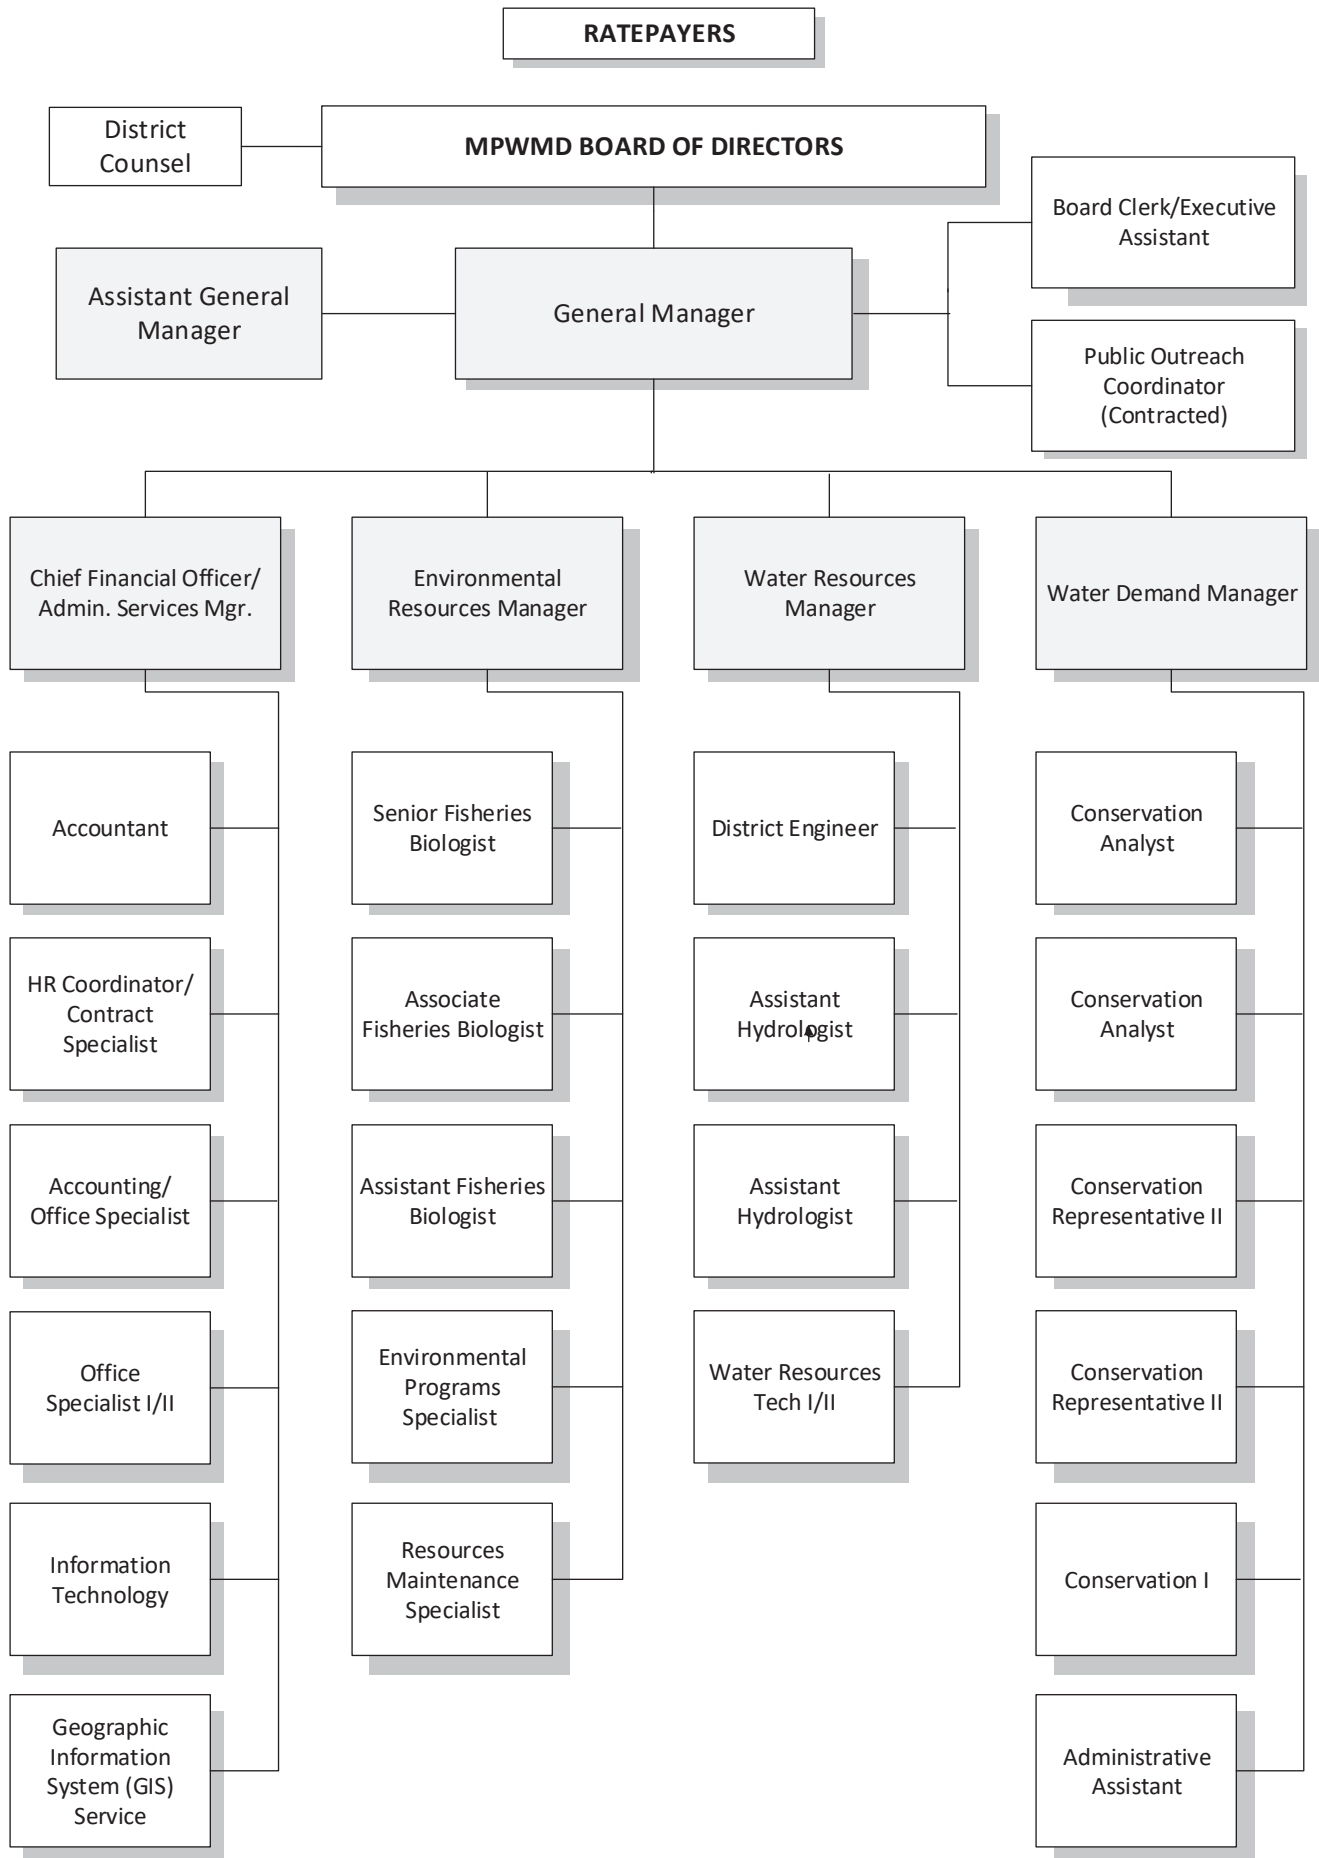 RATEPAYERS
District
Counsel
MPWMD BOARD OF DIRECTORS
Board Clerk/Executive
Assistant
Assistant General
Manager
General Manager
Public Outreach
Coordinator
(Contracted)
Chief Financial Officer/
Admin. Services Mgr.
Environmental
Resources Manager
Water Resources
Manager
Water Demand Manager
Accountant
Senior Fisheries
Biologist
District Engineer
Conservation
Analyst
HR Coordinator/
Contract
Specialist
Associate
Fisheries Biologist
Assistant
Hydrologist
Conservation
Analyst
Accounting/
Office Specialist
Assistant Fisheries
Biologist
Assistant
Hydrologist
Conservation
Representative II
Office
Specialist I/II
Environmental
Programs
Specialist
Water Resources
Tech I/II
Conservation
Representative II
Information
Technology
Resources
Maintenance
Specialist
Conservation I
Geographic
Information
System (GIS)
Service
Administrative
Assistant